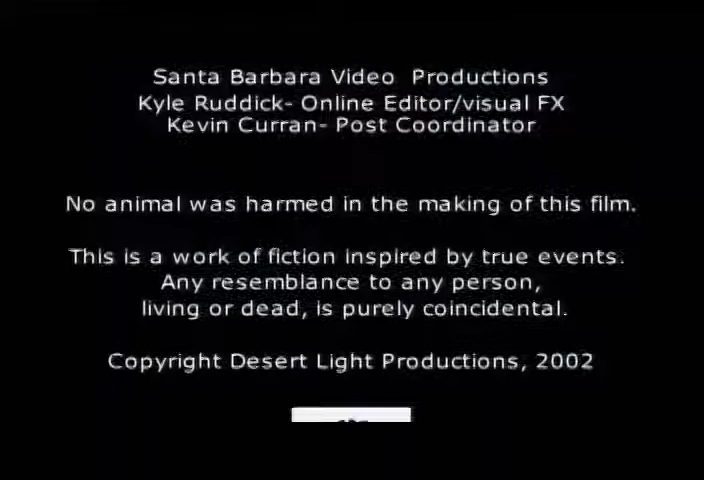 Santa Barbara Video Productions
Kyle Ruddick- Online Editor/visual FX
Kevin Curran- Post Coordinator
No animal was harmed in the making of this film.
This is a work of fiction inspired by true events.
Any resemblance to any person,
living or dead, is purely coincidental.
Copyright Desert Light Productions, 2002